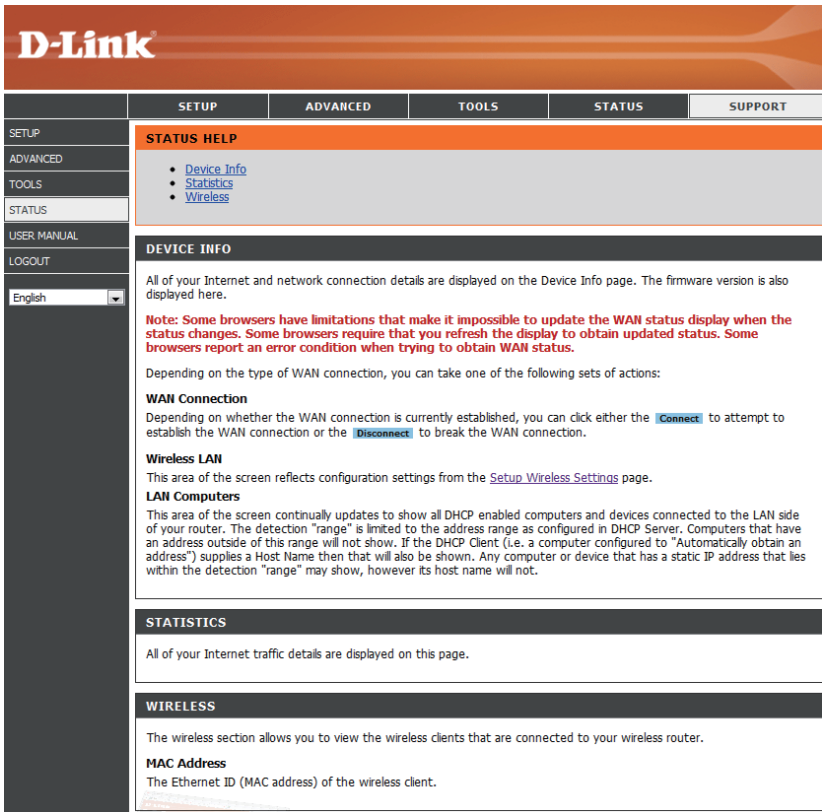 D-Link
SETUP ADVANCED TOOLS STATUS SUPPORT
SETUP
ADVANCED
TOOLS
STATUS
USER MANUAL
LOGOUT
English
STATUS HELP
Device Info
Statistics
Wireless
DEVICE INFO
All of your Internet and network connection details are displayed on the Device Info page. The firmware version is also
displayed here.
Note: Some browsers have limitations that make it impossible to update the WAN status display when the
status changes. Some browsers require that you refresh the display to obtain updated status. Some
browsers report an error condition when trying to obtain WAN status.
Depending on the type of WAN connection, you can take one of the following sets of actions:
WAN Connection
Depending on whether the WAN connection is currently established, you can click either the Connect to attempt to
establish the WAN connection or the Disconnect to break the WAN connection.
Wireless LAN
This area of the screen reflects configuration settings from the Setup Wireless Settings page.
LAN Computers
This area of the screen continually updates to show all DHCP enabled computers and devices connected to the LAN side
of your router. The detection "range" is limited to the address range as configured in DHCP Server. Computers that have
an address outside of this range will not show. If the DHCP Client (i.e. a computer configured to "Automatically obtain an
address") supplies a Host Name then that will also be shown. Any computer or device that has a static IP address that lies
within the detection "range" may show, however its host name will not.
STATISTICS
All of your Internet traffic details are displayed on this page.
WIRELESS
The wireless section allows you to view the wireless clients that are connected to your wireless router.
MAC Address
The Ethernet ID (MAC address) of the wireless client.